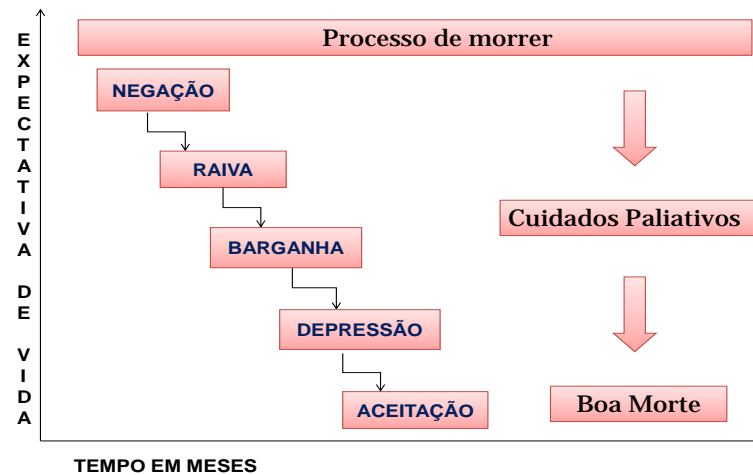 EXPECTATIVA DE VIDA
Processo de morrer
NEGAÇÃO
RAIVA
BARGANHA
DEPRESSÃO
ACEITAÇÃO
Cuidados Paliativos
Boa Morte
TEMPO EM MESES